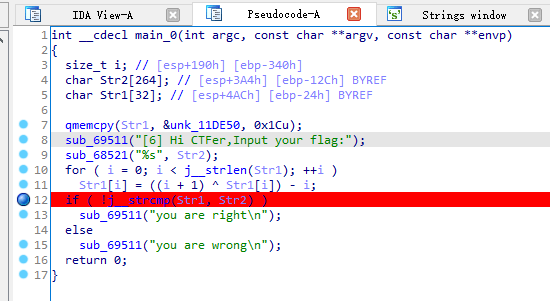 IDA View-A Pseudocode-A Strings window
1 int __cdecl main_0(int argc, const char **argv, const char **envp)
2 {
3 size_t i; // [esp+190h] [ebp-340h]
4 char Str2[264]; // [esp+3A4h] [ebp-12Ch] BYREF
5 char Str1[32]; // [esp+4ACh] [ebp-24h] BYREF
6
7 qmemcpy(Str1, &unk_11DE50, 0x1Cu);
8 sub_69511("[6] Hi CTFer,Input your flag:");
9 sub_68521("%s", Str2);
10 for ( i = 0; i < j__strlen(Str1); ++i )
11 Str1[i] = ((i + 1) ^ Str1[i]) - i;
12 if ( !j__strcmp(Str1, Str2) )
13 sub_69511("you are right\n");
14 else
15 sub_69511("you are wrong\n");
16 return 0;
17 }